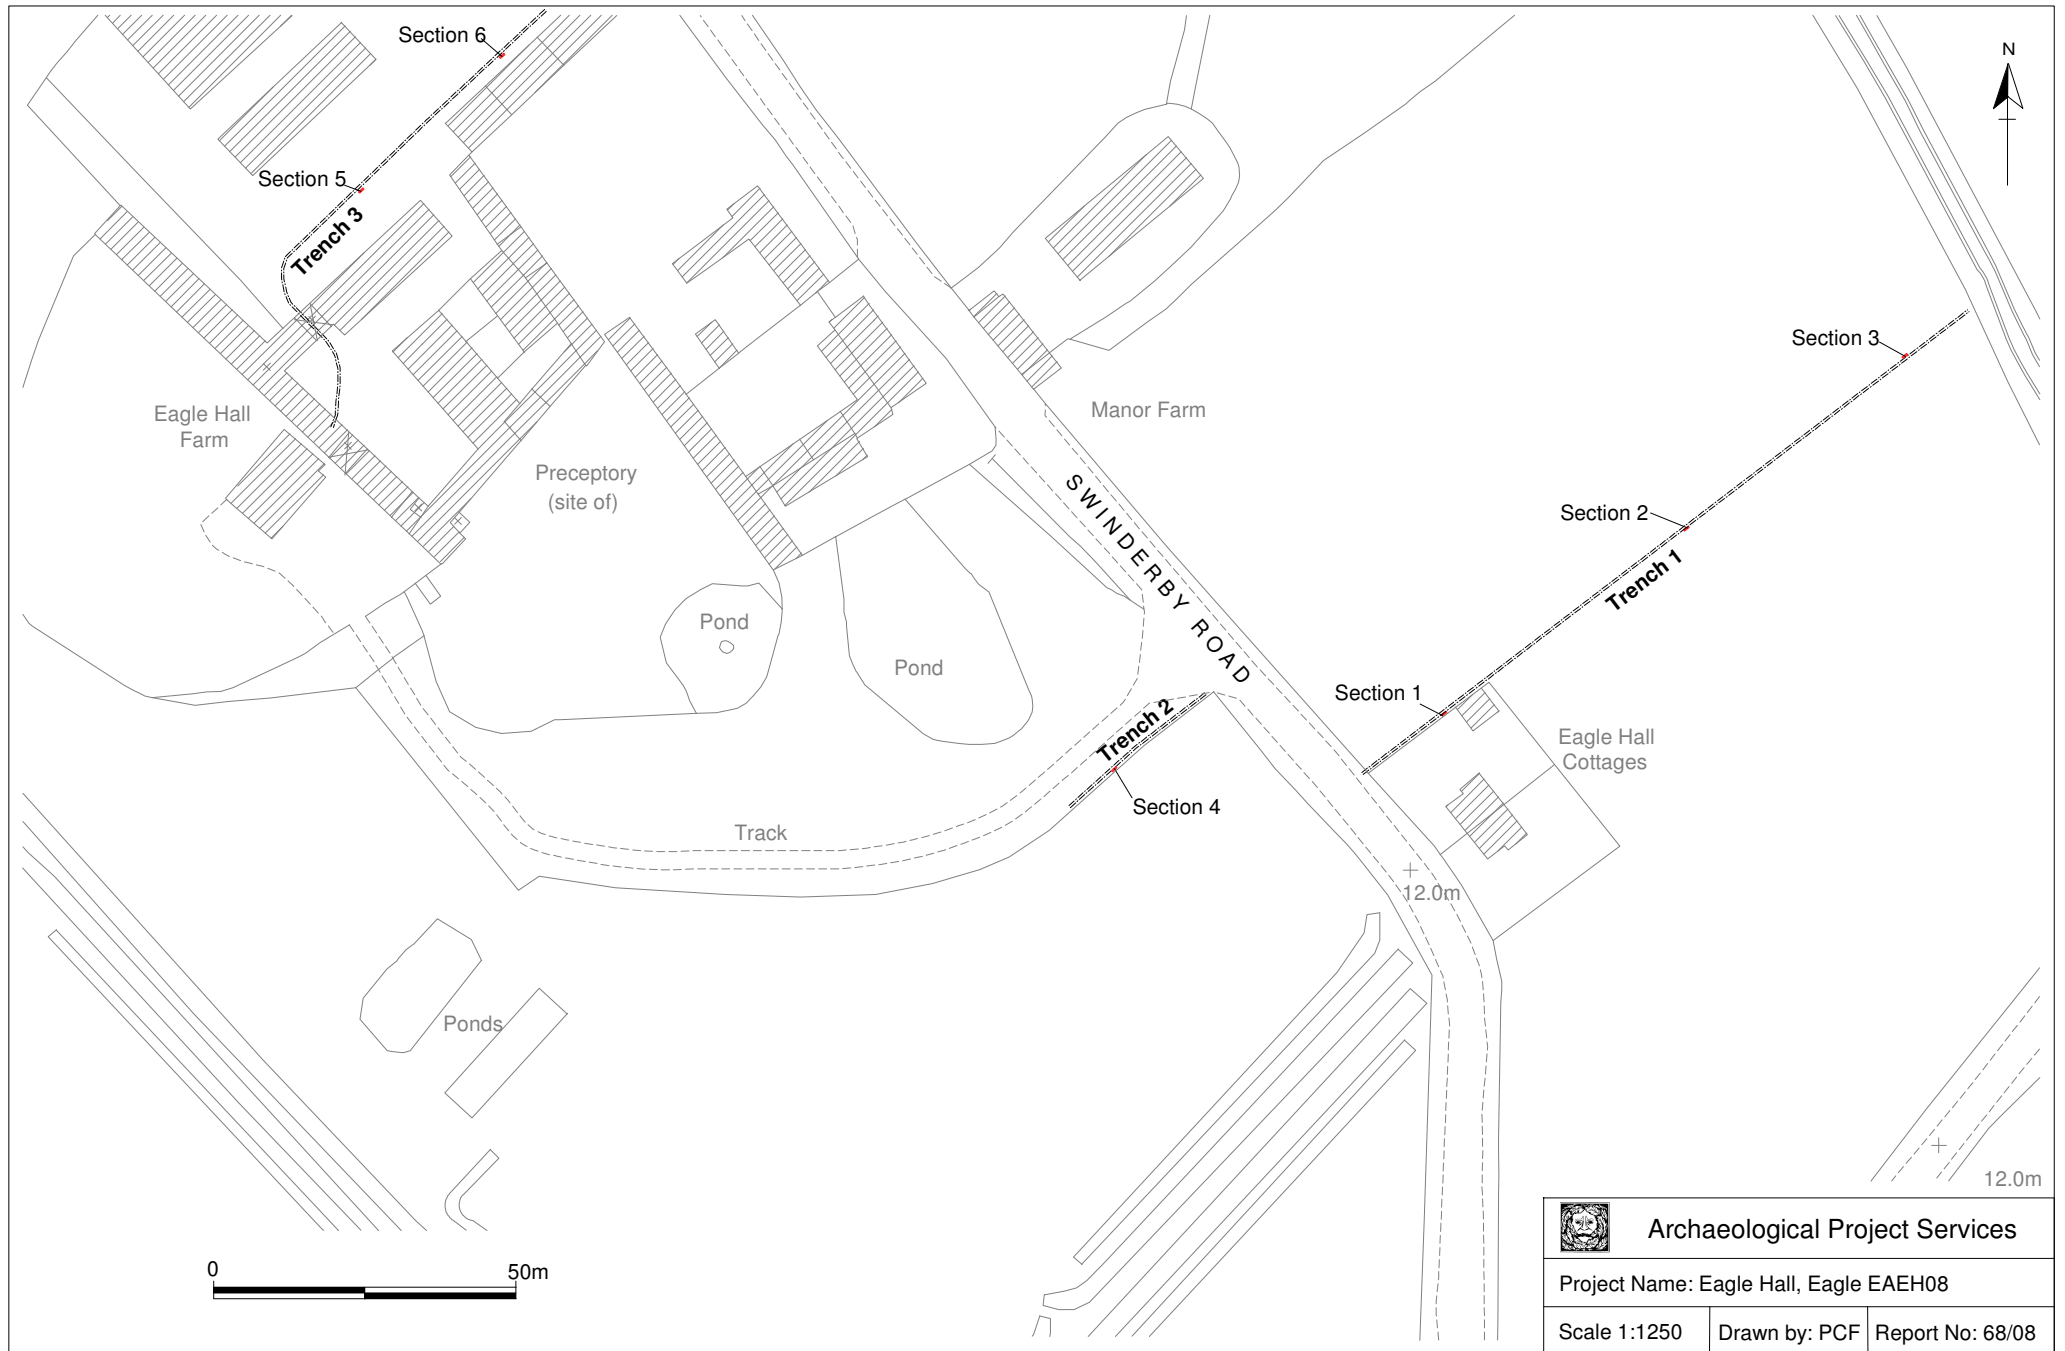 Section 6
N
Section 5
Trench 3
Section 3
Eagle Hall
Farm
Manor Farm
Preceptory
(site of)
SWINDERBY ROAD
Section 2
Trench 1
Pond
Pond
Section 1
Trench 2
Eagle Hall
Cottages
Section 4
Track
12.0m
Ponds
12.0m
0 50m
Archaeological Project Services
Project Name: Eagle Hall, Eagle EAEH08
Scale 1:1250
Drawn by: PCF
Report No: 68/08